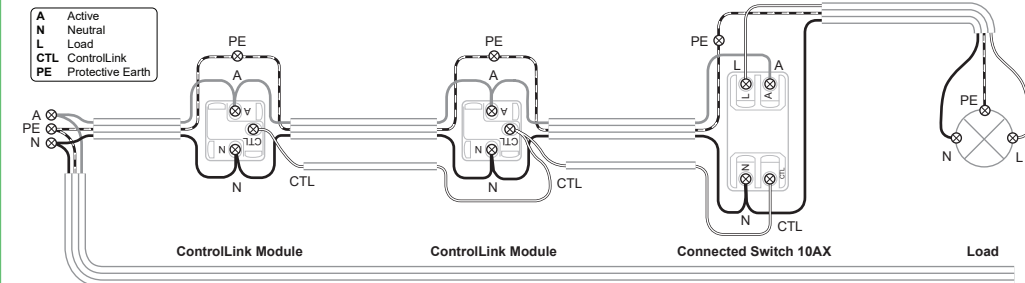 A Active
N Neutral
L Load
CTL ControlLink
PE Protective Earth
PE
PE
PE
A
A
L
A
A
PE
N
A
CTL
N
A
CTL
N
L
A
N
CTL
PE
N
L
N
CTL
N
CTL
N
CTL
ControlLink Module
ControlLink Module
Connected Switch 10AX
Load